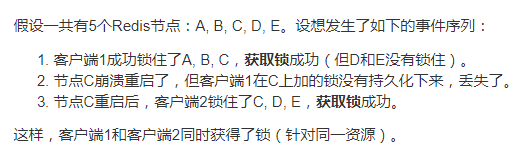 假设一共有5个Redis节点：A, B, C, D, E。设想发生了如下的事件序列：
1. 客户端1成功锁住了A, B, C，获取锁成功（但D和E没有锁住）。
2. 节点C崩溃重启了，但客户端1在C上加的锁没有持久化下来，丢失了。
3. 节点C重启后，客户端2锁住了C, D, E，获取锁成功。
这样，客户端1和客户端2同时获得了锁（针对同一资源）。